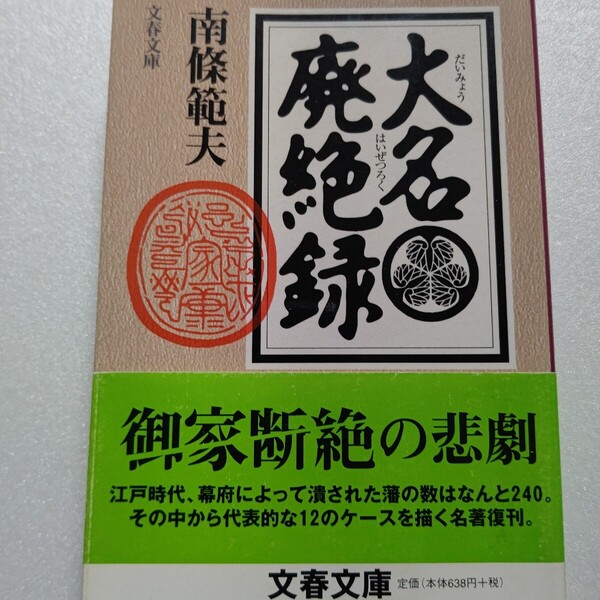 大名
だいみょう
廃絶録
はいぜつろく
南條範夫
文春文庫
御家断絶の悲劇
江戸時代、幕府によって潰された藩の数はなんと240。
その中から代表的な12のケースを描く名著復刊。
文春文庫 定価(本体638円+税)